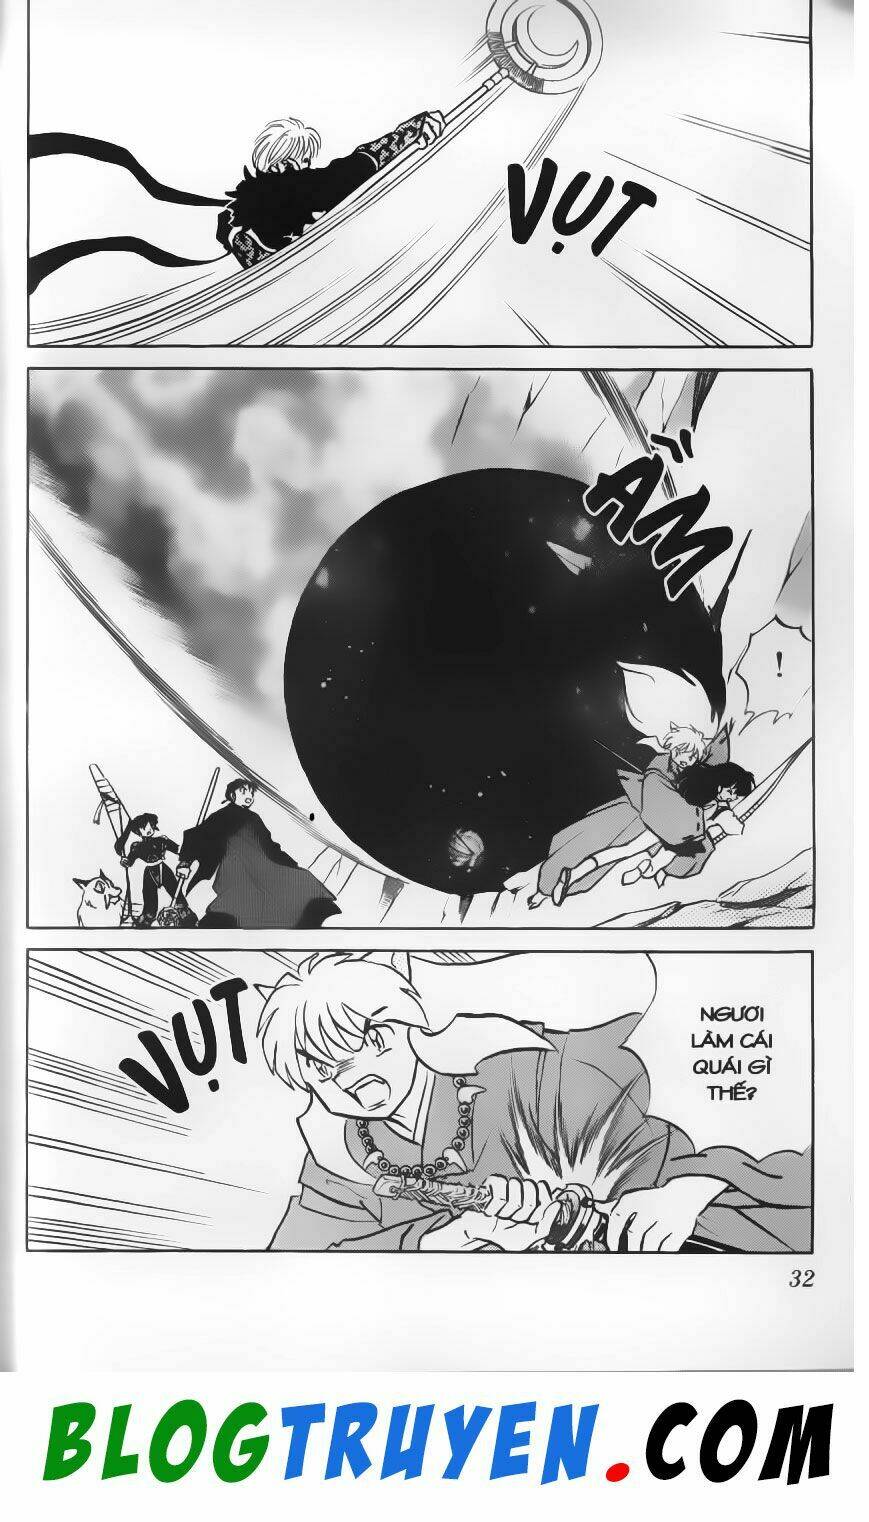 VỤT
ẦM
!
VỤT
NGƯƠI
LÀM CÁI
QUÁI GÌ
THẾ?
32
BLOGTRUYEN.COM